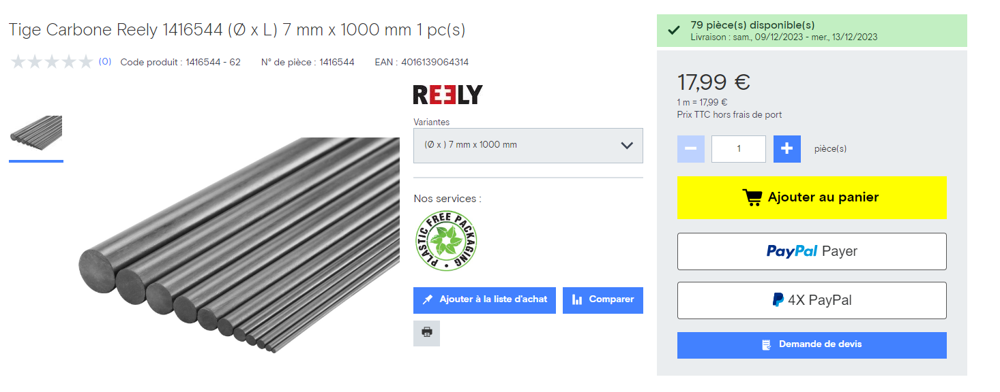 Tige Carbone Reely 1416544 (Ø x L) 7 mm x 1000 mm 1 pc(s)
(0) Code produit : 1416544 - 62 N° de pièce : 1416544 EAN : 4016139064314
REELY
Variantes
(Ø x ) 7 mm x 1000 mm
Nos services :
PLASTIC FREE PACKAGING
Ajouter à la liste d'achat
Comparer
79 pièce(s) disponible(s)
Livraison : sam., 09/12/2023 - mer., 13/12/2023
17,99 €
1 m = 17,99 €
Prix TTC hors frais de port
1 pièce(s)
Ajouter au panier
PayPal Payer
4X PayPal
Demande de devis